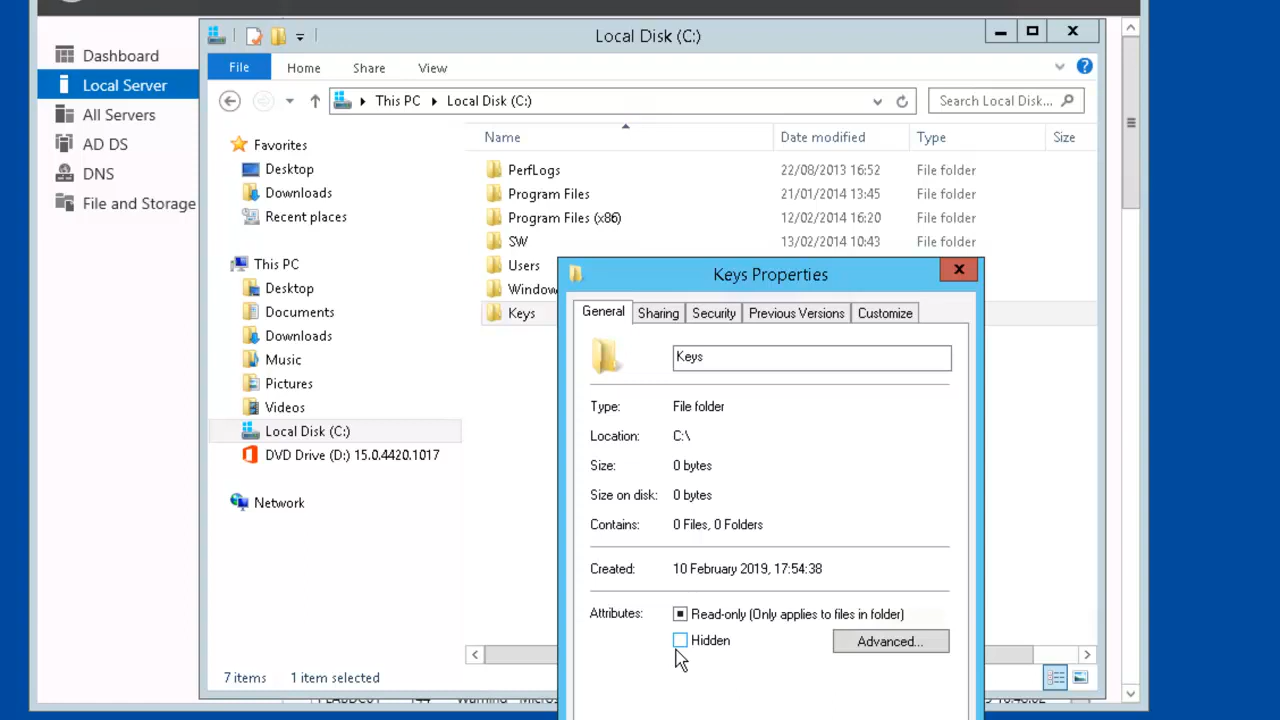 Local Disk (C:)
Dashboard
Local Server
All Servers
AD DS
DNS
File and Storage
File Home Share View
This PC Local Disk (C:)
Search Local Disk...
Name Date modified Type Size
Favorites
Desktop
Downloads
Recent places
This PC
Desktop
Documents
Downloads
Music
Pictures
Videos
Local Disk (C:)
DVD Drive (D:) 15.0.4420.1017
Network
PerfLogs 22/08/2013 16:52 File folder
Program Files 21/01/2014 13:45 File folder
Program Files (x86) 12/02/2014 16:20 File folder
SW 13/02/2014 10:43 File folder
Users
Window
Keys
Keys Properties
General Sharing Security Previous Versions Customize
Keys
Type: File folder
Location: C:\
Size: 0 bytes
Size on disk: 0 bytes
Contains: 0 Files, 0 Folders
Created: 10 February 2019, 17:54:38
Attributes: Read-only (Only applies to files in folder)
Hidden
Advanced...
7 items 1 item selected